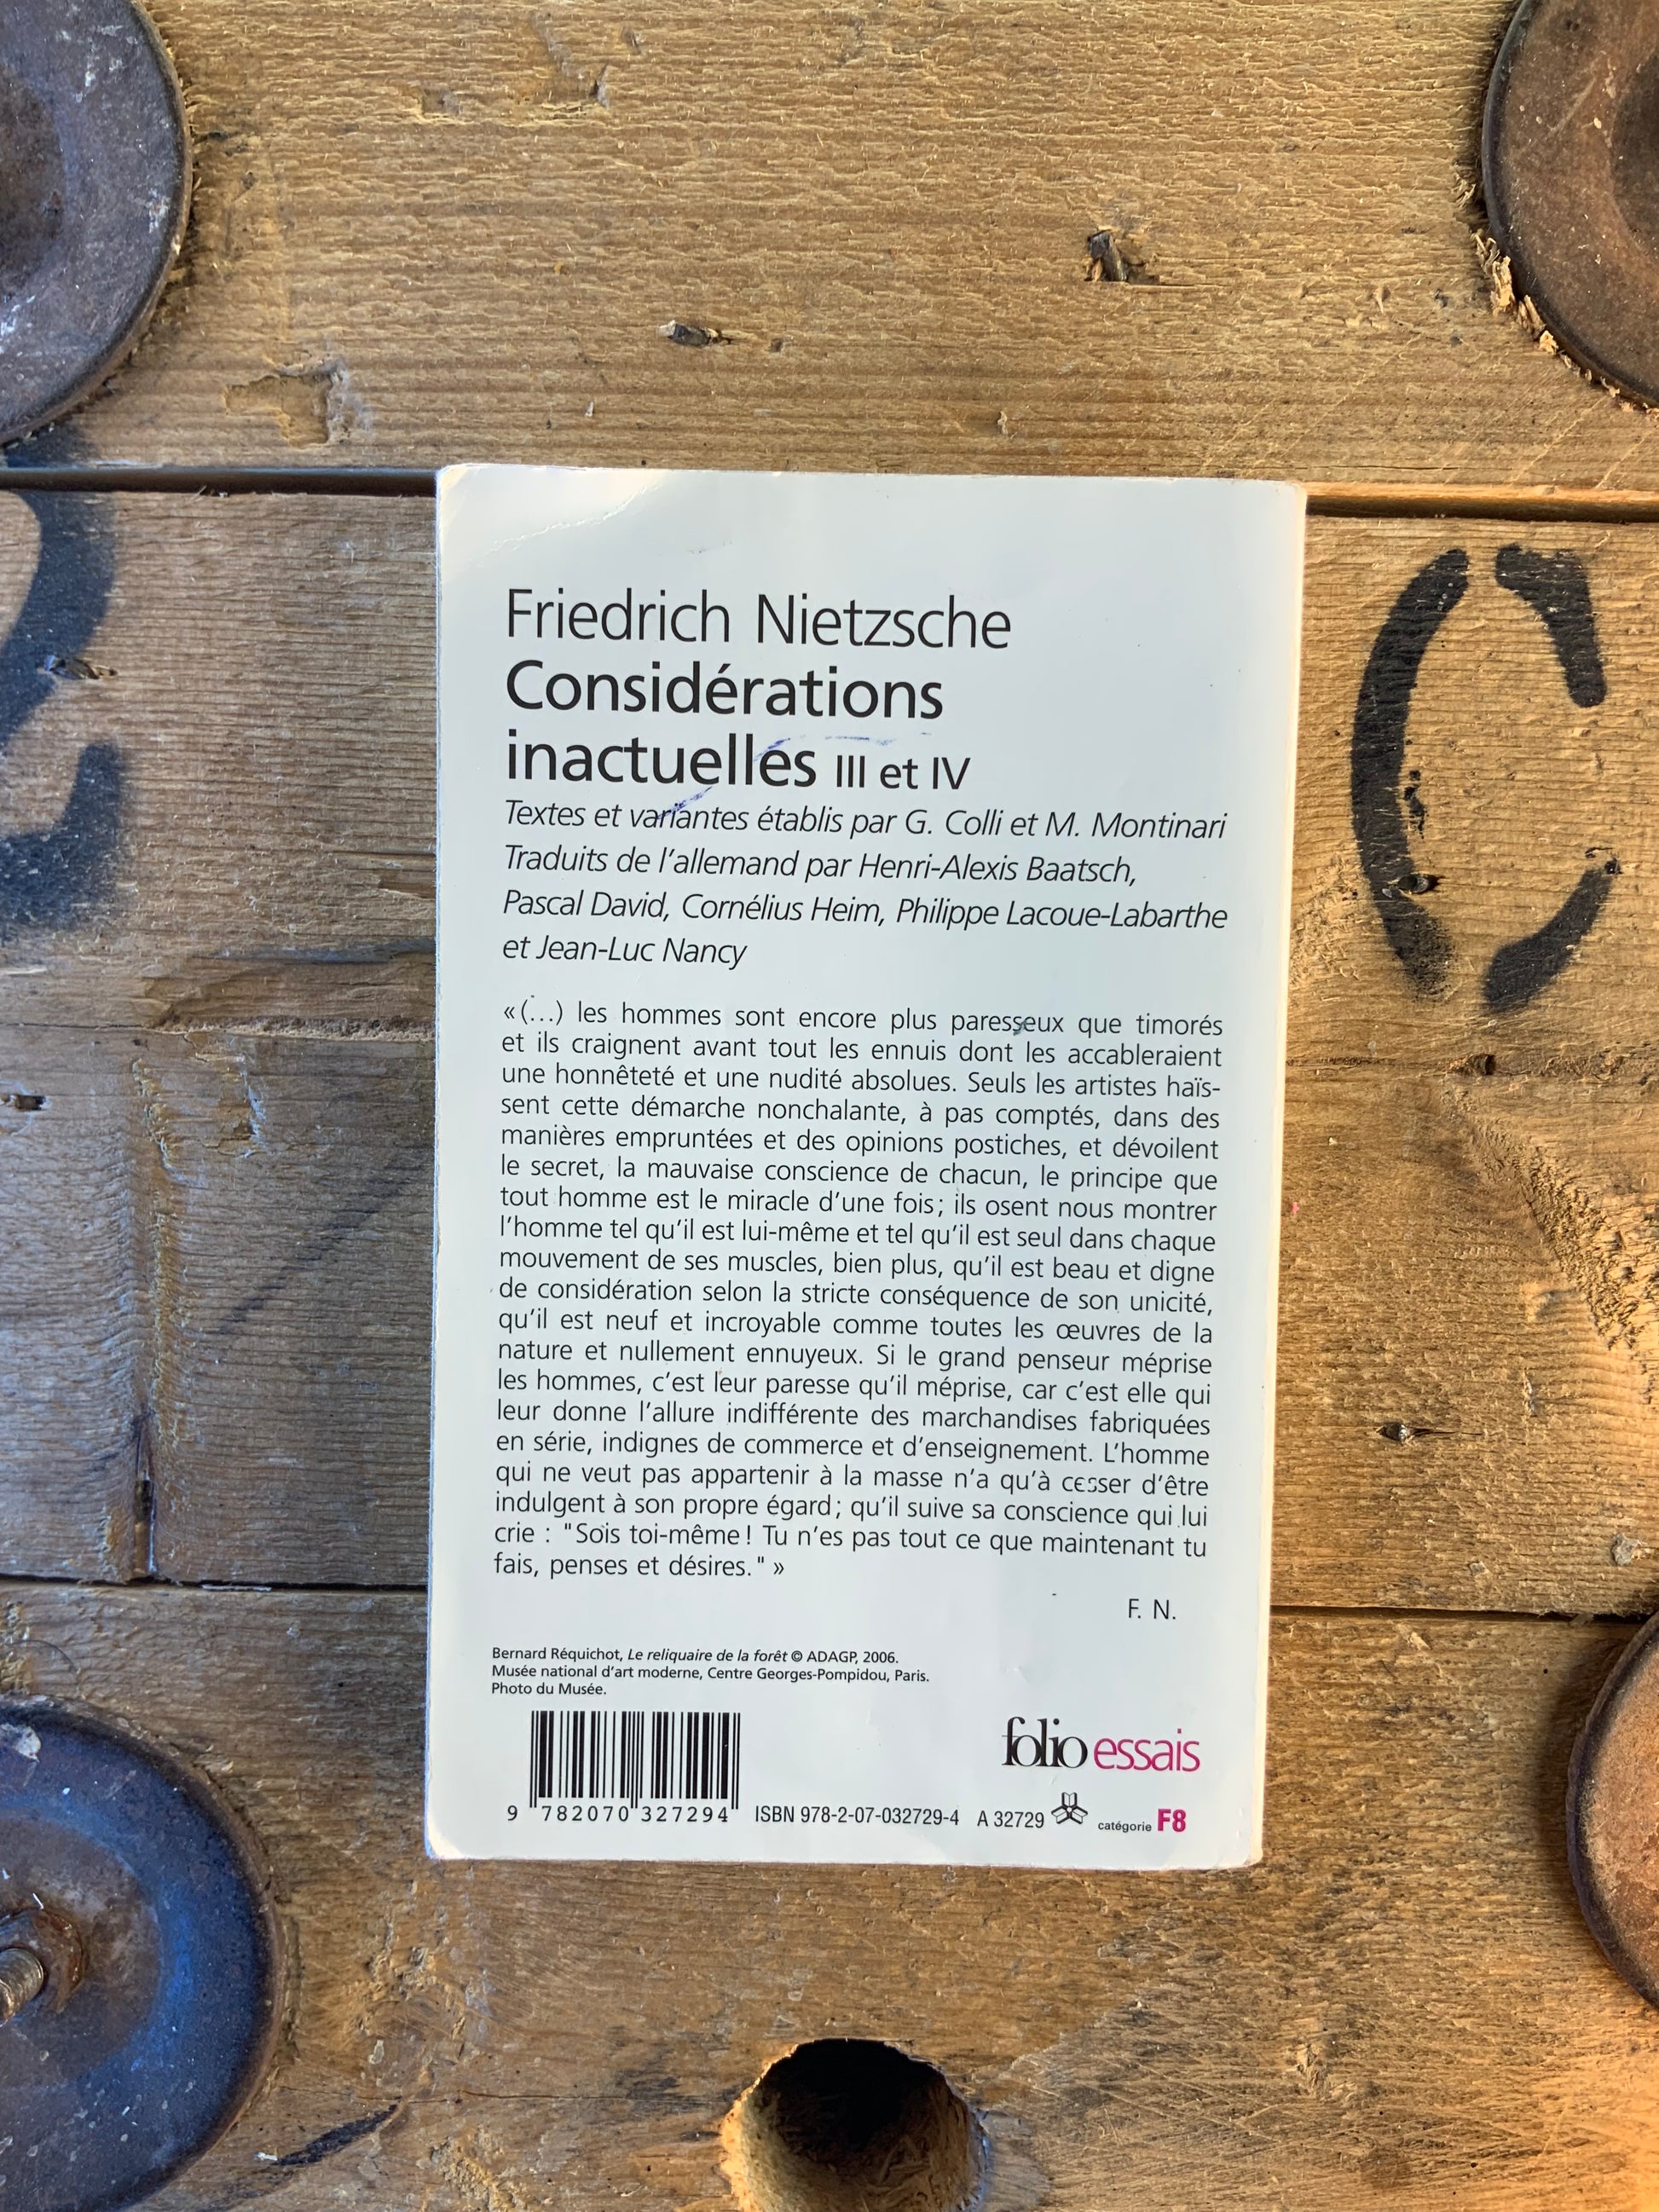 Friedrich Nietzsche
Considérations
inactuelles III et IV
Textes et variantes établis par G. Colli et M. Montinari
Traduits de l'allemand par Henri-Alexis Baatsch,
Pascal David, Cornélius Heim, Philippe Lacoue-Labarthe
et Jean-Luc Nancy
« (...) les hommes sont encore plus paresseux que timorés
et ils craignent avant tout les ennuis dont les accableraient
une honnêteté et une nudité absolues. Seuls les artistes haïs-
sent cette démarche nonchalante, à pas comptés, dans des
manières empruntées et des opinions postiches, et dévoilent
le secret, la mauvaise conscience de chacun, le principe que
tout homme est le miracle d'une fois ; ils osent nous montrer
l'homme tel qu'il est lui-même et tel qu'il est seul dans chaque
mouvement de ses muscles, bien plus, qu'il est beau et digne
de considération selon la stricte conséquence de son unicité,
qu'il est neuf et incroyable comme toutes les œuvres de la
nature et nullement ennuyeux. Si le grand penseur méprise
les hommes, c'est leur paresse qu'il méprise, car c'est elle qui
leur donne l'allure indifférente des marchandises fabriquées
en série, indignes de commerce et d'enseignement. L'homme
qui ne veut pas appartenir à la masse n'a qu'à cesser d'être
indulgent à son propre égard ; qu'il suive sa conscience qui lui
crie : "Sois toi-même ! Tu n'es pas tout ce que maintenant tu
fais, penses et désires." »
F. N.
Bernard Réquichot, Le reliquaire de la forêt © ADAGP, 2006.
Musée national d'art moderne, Centre Georges-Pompidou, Paris.
Photo du Musée.
folio essais
9 782070 327294 ISBN 978-2-07-032729-4 A 32729 catégorie F8